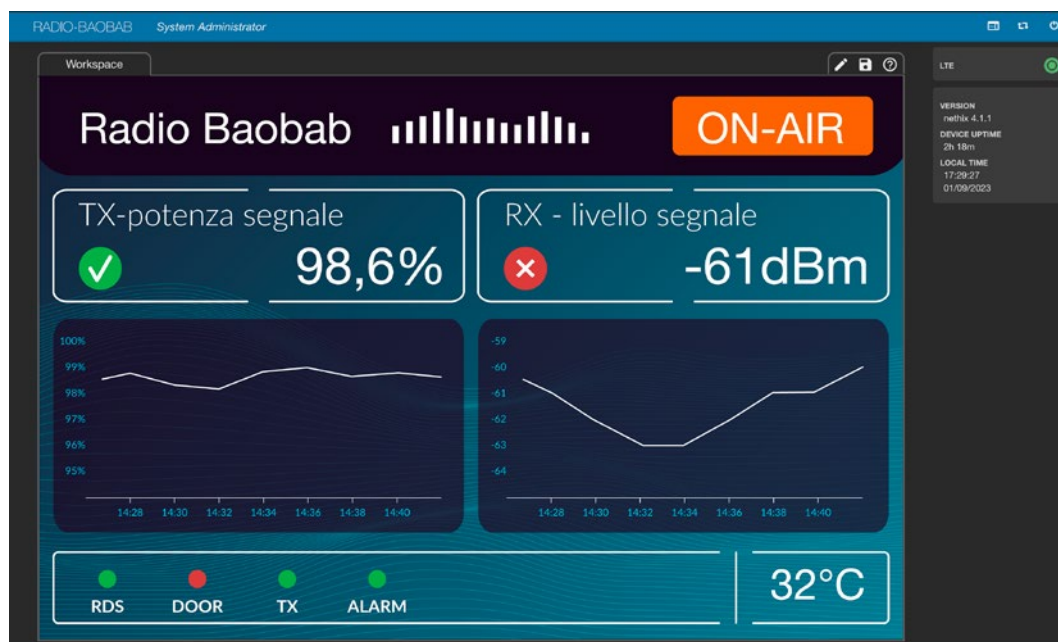 RADIO-BAOBAB System Administrator
Workspace
LTE
VERSION
nethix 4.1.1
DEVICE UPTIME
2h 18m
LOCAL TIME
17:29:27
01/09/2023
Radio Baobab ON-AIR
TX-potenza segnale
98,6%
RX - livello segnale
-61dBm
100%
99%
98%
97%
96%
95%
14:28 14:30 14:32 14:34 14:36 14:38 14:40
-59
-60
-61
-62
-63
-64
14:28 14:30 14:32 14:34 14:36 14:38 14:40
RDS DOOR TX ALARM
32°C